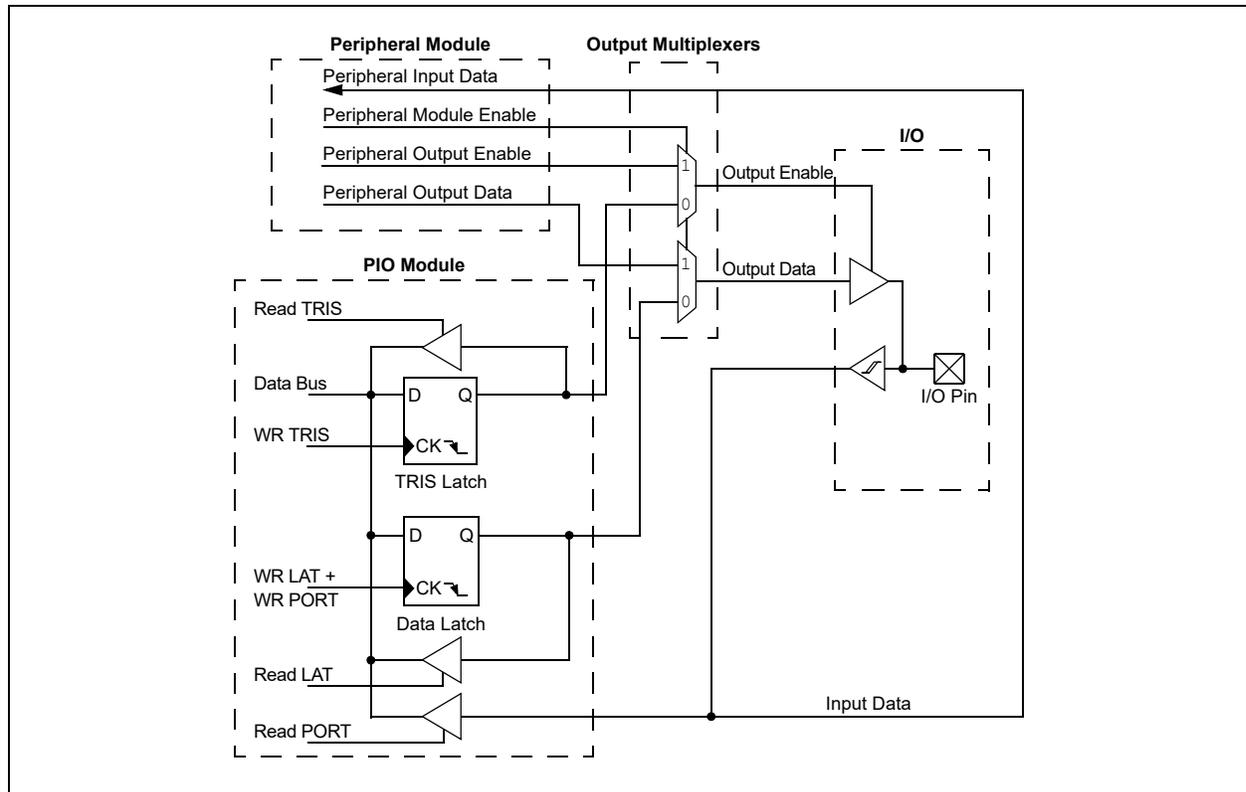 Peripheral Module
Output Multiplexers
Peripheral Input Data
Peripheral Module Enable
Peripheral Output Enable
Peripheral Output Data
1
0
Output Enable
I/O
1
0
Output Data
I/O Pin
PIO Module
Read TRIS
Data Bus
D
Q
WR TRIS
CK
TRIS Latch
D
Q
WR LAT +
WR PORT
CK
Data Latch
Read LAT
Read PORT
Input Data